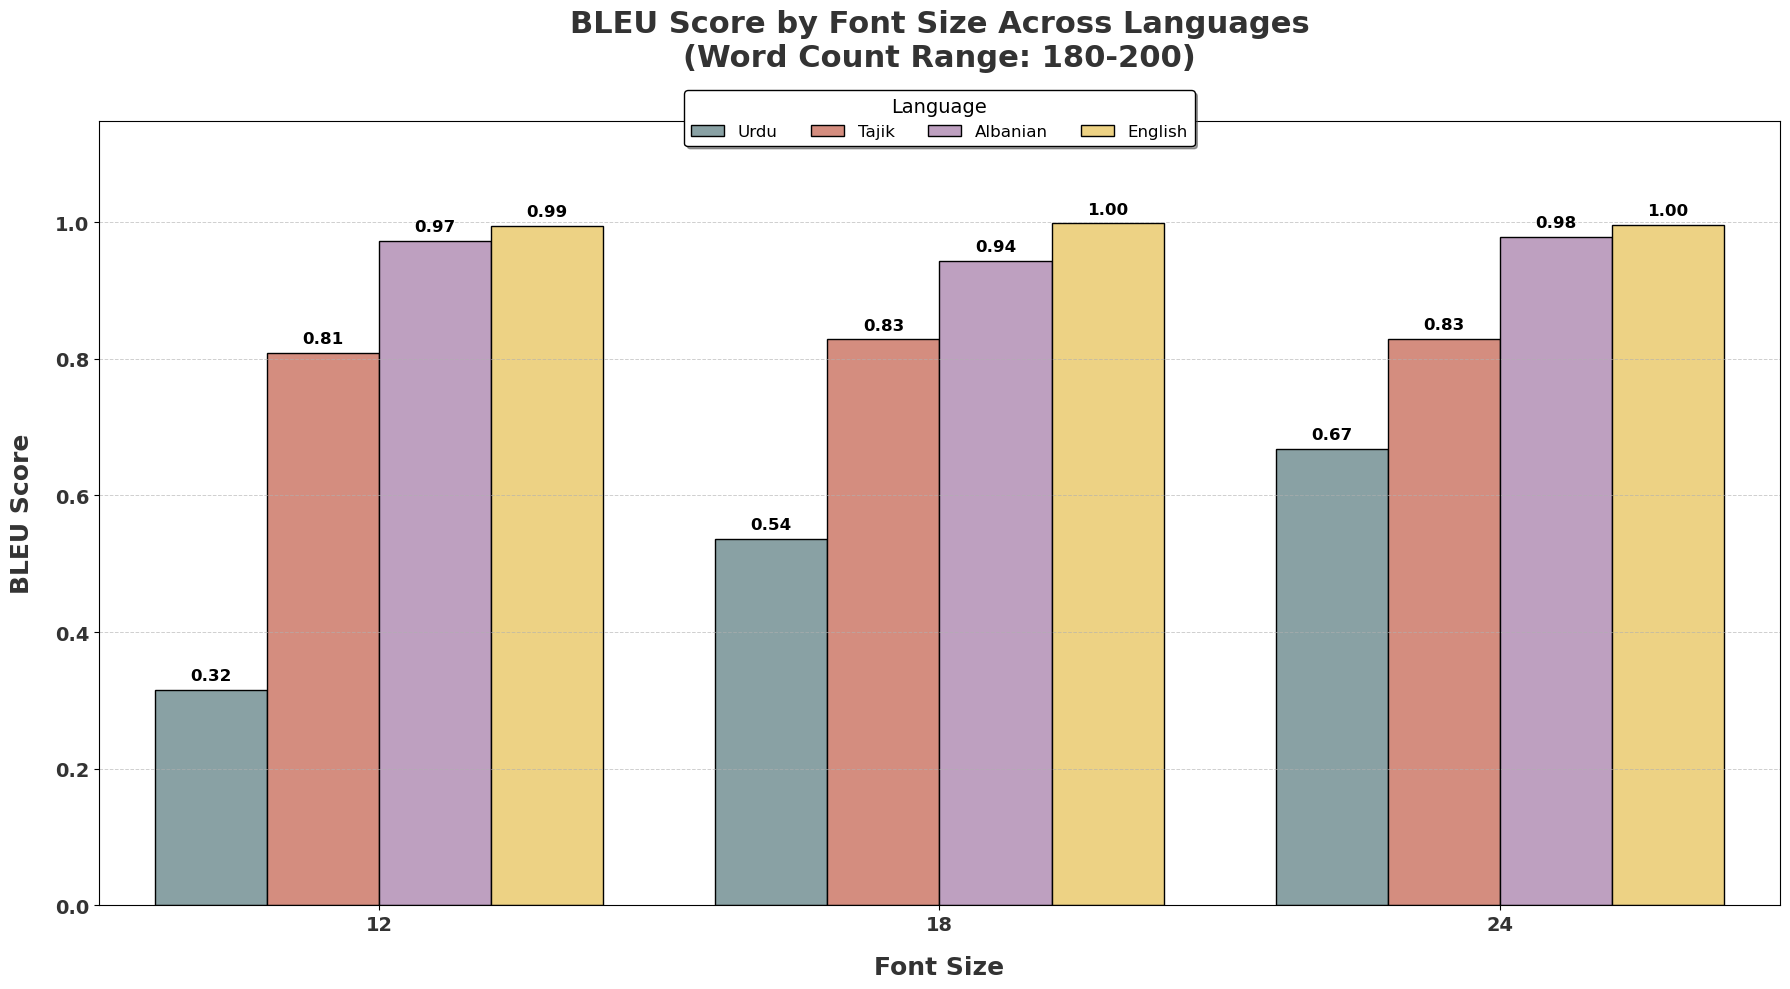 BLEU Score by Font Size Across Languages
(Word Count Range: 180-200)
Language
Urdu Tajik Albanian English
BLEU Score
1.0
0.8
0.6
0.4
0.2
0.0
0.32 0.81 0.97 0.99
0.54 0.83 0.94 1.00
0.67 0.83 0.98 1.00
12 18 24
Font Size